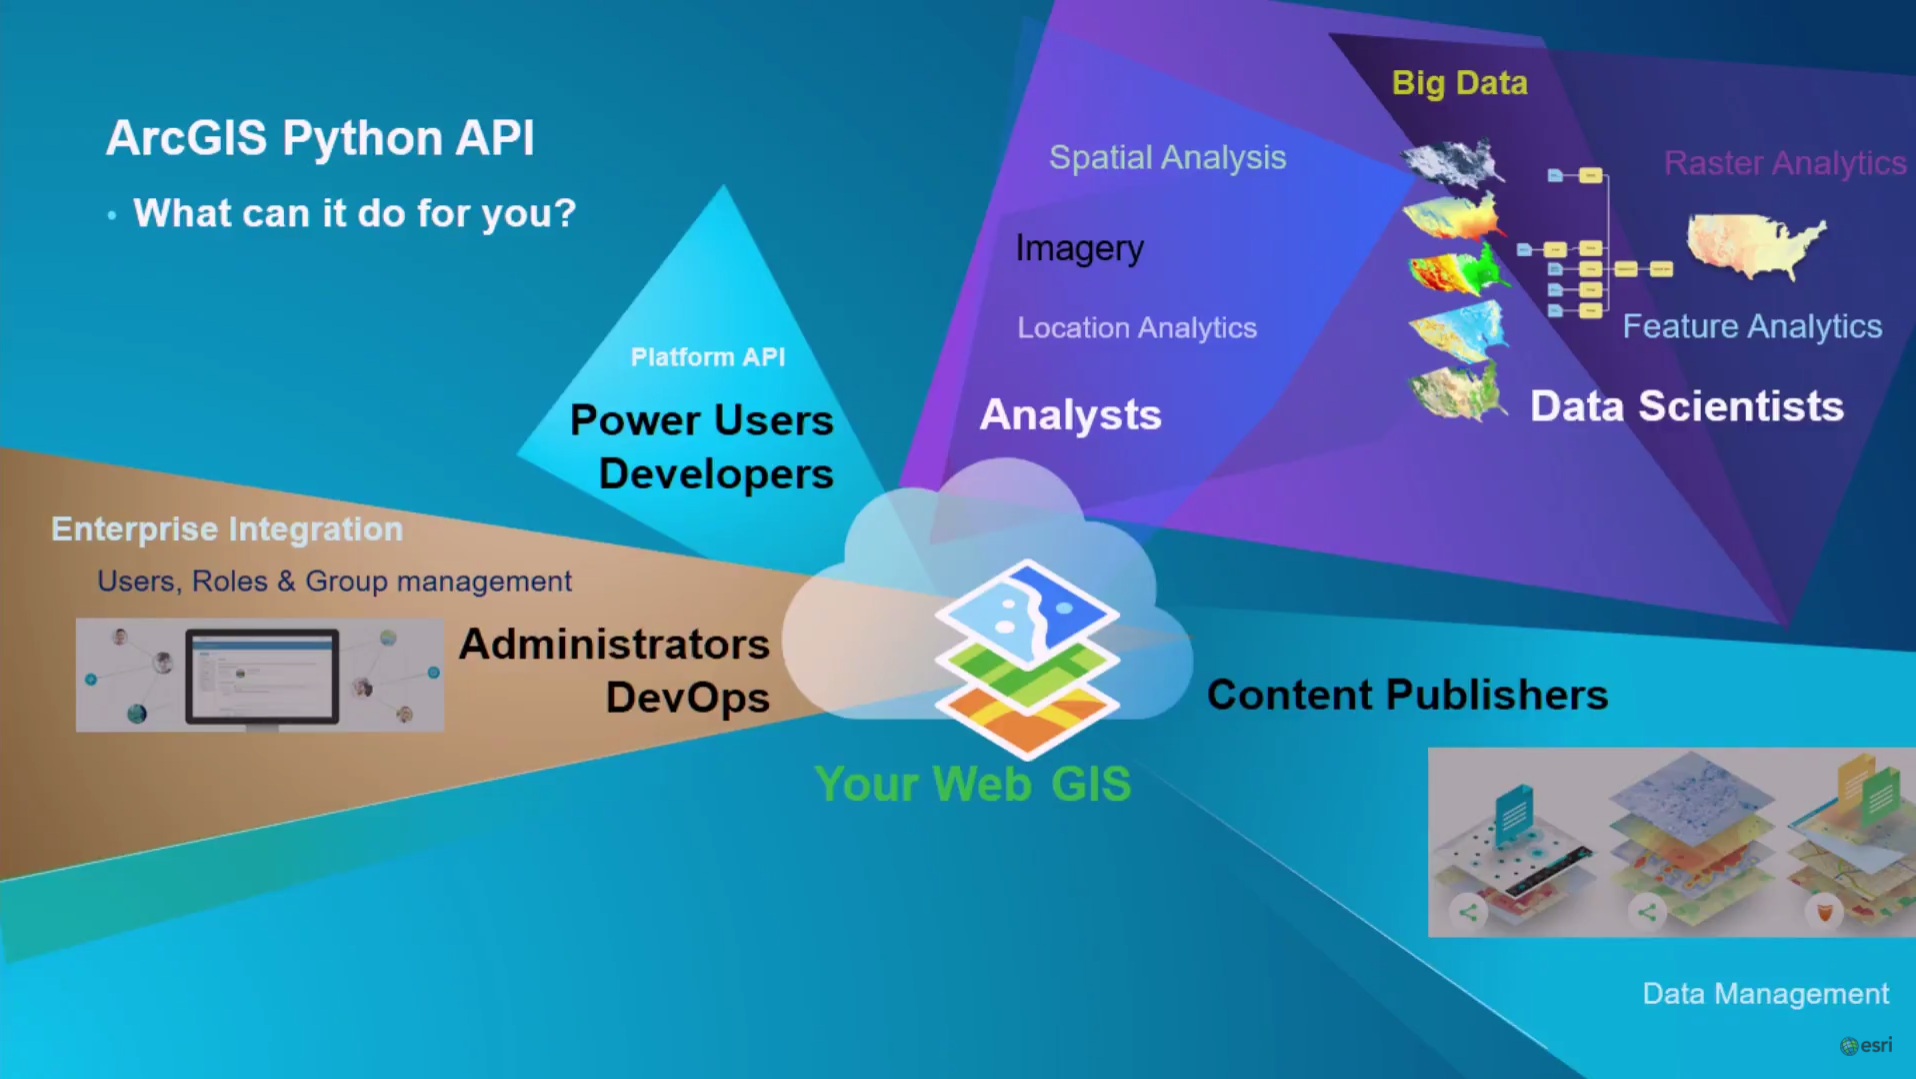 ArcGIS Python API
• What can it do for you?
Platform API
Power Users
Developers
Spatial Analysis
Imagery
Location Analytics
Analysts
Big Data
Raster Analytics
Feature Analytics
Data Scientists
Enterprise Integration
Users, Roles & Group management
Administrators
DevOps
Your Web GIS
Content Publishers
Data Management
esri